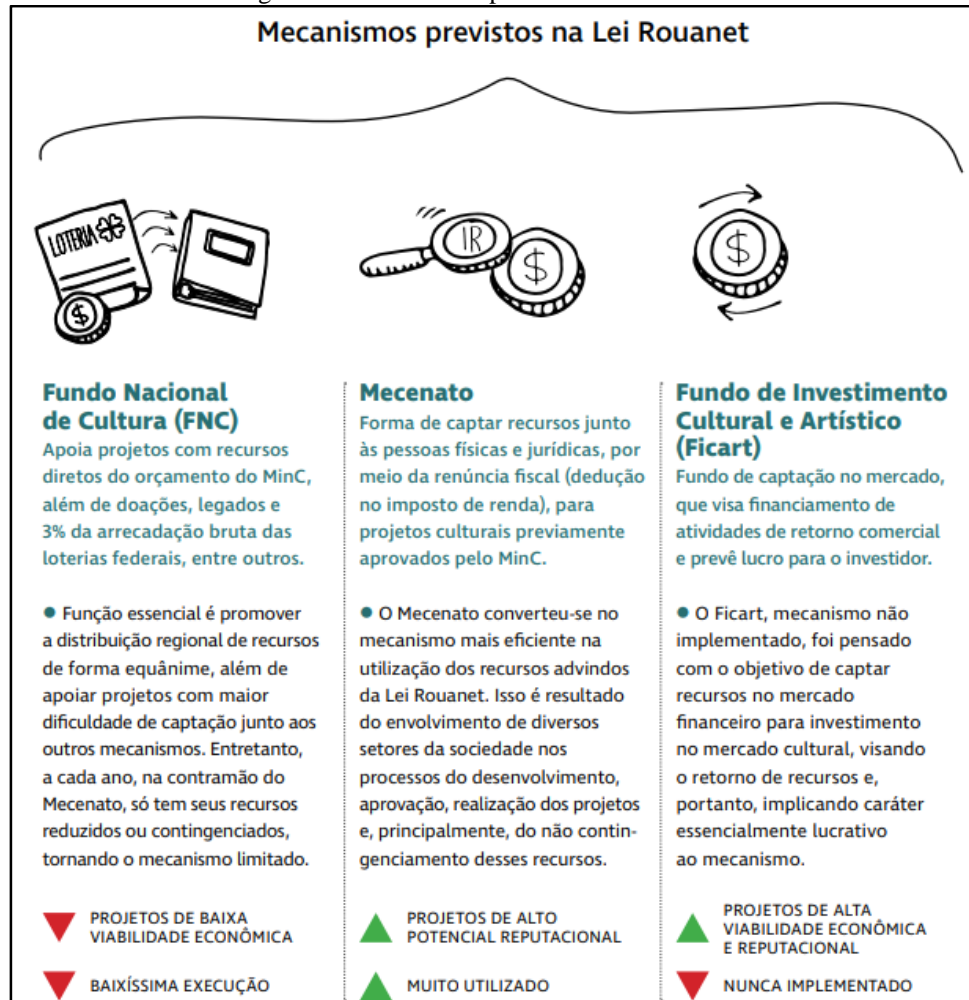 Mecanismos previstos na Lei Rouanet
LOTERIA
$
IR
$
$
Fundo Nacional
de Cultura (FNC)
Apoia projetos com recursos
diretos do orçamento do MinC,
além de doações, legados e
3% da arrecadação bruta das
loterias federais, entre outros.
● Função essencial é promover
a distribuição regional de recursos
de forma equânime, além de
apoiar projetos com maior
dificuldade de captação junto aos
outros mecanismos. Entretanto,
a cada ano, na contramão do
Mecenato, só tem seus recursos
reduzidos ou contingenciados,
tornando o mecanismo limitado.
PROJETOS DE BAIXA
VIABILIDADE ECONÔMICA
BAIXÍSSIMA EXECUÇÃO
Mecenato
Forma de captar recursos junto
às pessoas físicas e jurídicas, por
meio da renúncia fiscal (dedução
no imposto de renda), para
projetos culturais previamente
aprovados pelo MinC.
● O Mecenato converteu-se no
mecanismo mais eficiente na
utilização dos recursos advindos
da Lei Rouanet. Isso é resultado
do envolvimento de diversos
setores da sociedade nos
processos do desenvolvimento,
aprovação, realização dos projetos
e, principalmente, do não contin-
genciamento desses recursos.
PROJETOS DE ALTO
POTENCIAL REPUTACIONAL
MUITO UTILIZADO
Fundo de Investimento
Cultural e Artístico
(Ficart)
Fundo de captação no mercado,
que visa financiamento de
atividades de retorno comercial
e prevê lucro para o investidor.
● O Ficart, mecanismo não
implementado, foi pensado
com o objetivo de captar
recursos no mercado
financeiro para investimento
no mercado cultural, visando
o retorno de recursos e,
portanto, implicando caráter
essencialmente lucrativo
ao mecanismo.
PROJETOS DE ALTA
VIABILIDADE ECONÔMICA
E REPUTACIONAL
NUNCA IMPLEMENTADO